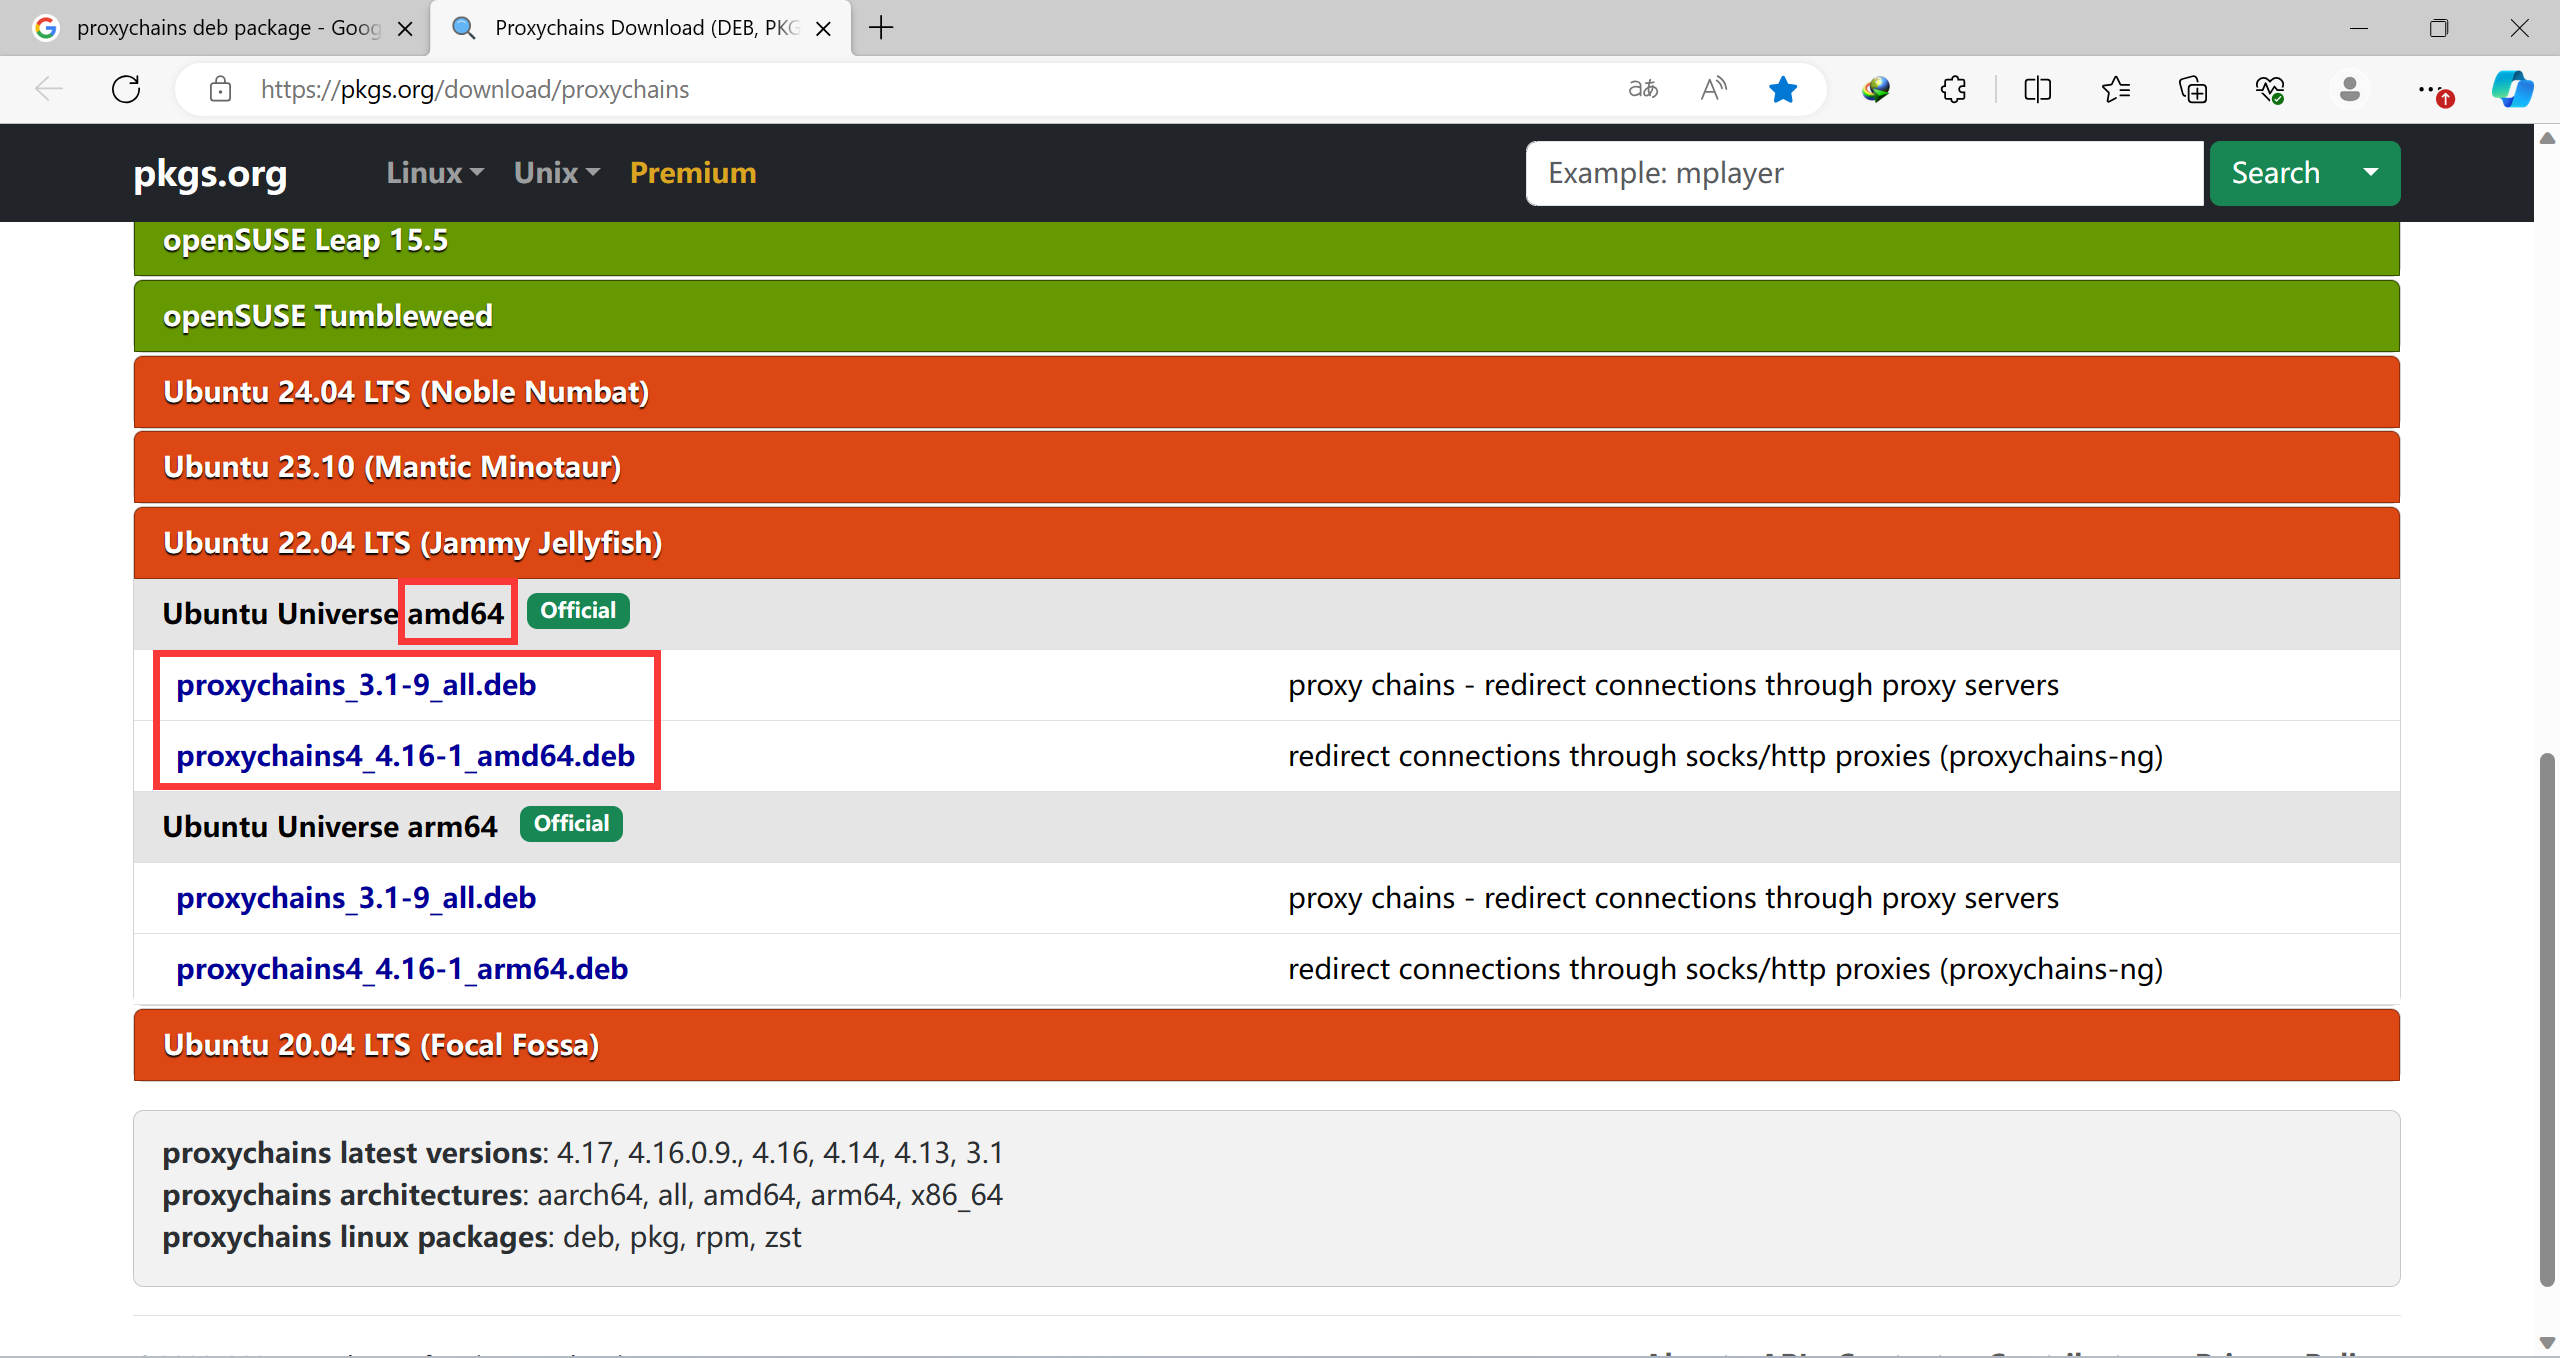 proxychains deb package - Goog
Proxychains Download (DEB, PKG
https://pkgs.org/download/proxychains
pkgs.org Linux Unix Premium Example: mplayer Search
openSUSE Leap 15.5
openSUSE Tumbleweed
Ubuntu 24.04 LTS (Noble Numbat)
Ubuntu 23.10 (Mantic Minotaur)
Ubuntu 22.04 LTS (Jammy Jellyfish)
Ubuntu Universe amd64 Official
proxychains_3.1-9_all.deb proxy chains - redirect connections through proxy servers
proxychains4_4.16-1_amd64.deb redirect connections through socks/http proxies (proxychains-ng)
Ubuntu Universe arm64 Official
proxychains_3.1-9_all.deb proxy chains - redirect connections through proxy servers
proxychains4_4.16-1_arm64.deb redirect connections through socks/http proxies (proxychains-ng)
Ubuntu 20.04 LTS (Focal Fossa)
proxychains latest versions: 4.17, 4.16.0.9., 4.16, 4.14, 4.13, 3.1
proxychains architectures: aarch64, all, amd64, arm64, x86_64
proxychains linux packages: deb, pkg, rpm, zst